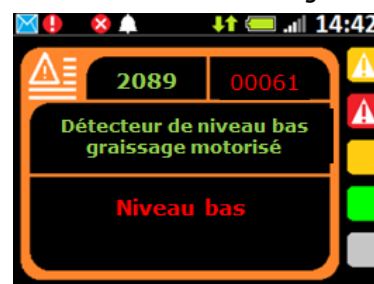 14:42
2089
00061
Détecteur de niveau bas
graissage motorisé
Niveau bas